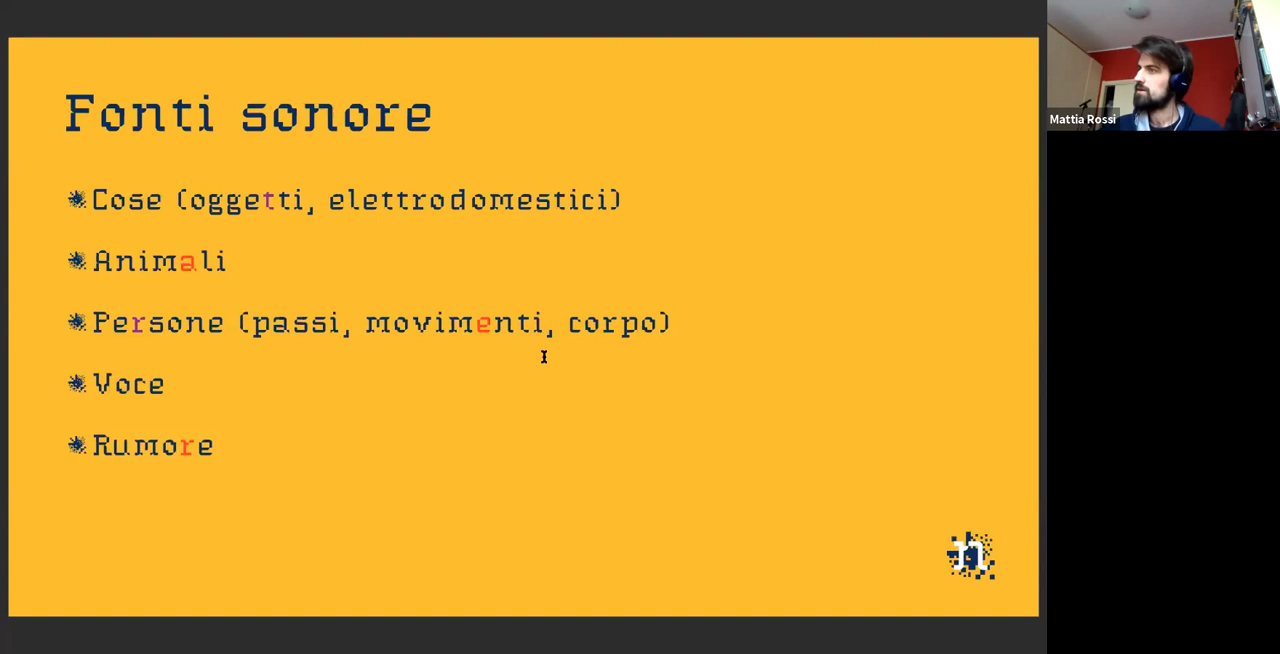 Fonti sonore
Cose (oggetti, elettrodomestici)
Animali
Persone (passi, movimenti, corpo)
Voce
Rumore
n
Mattia Rossi